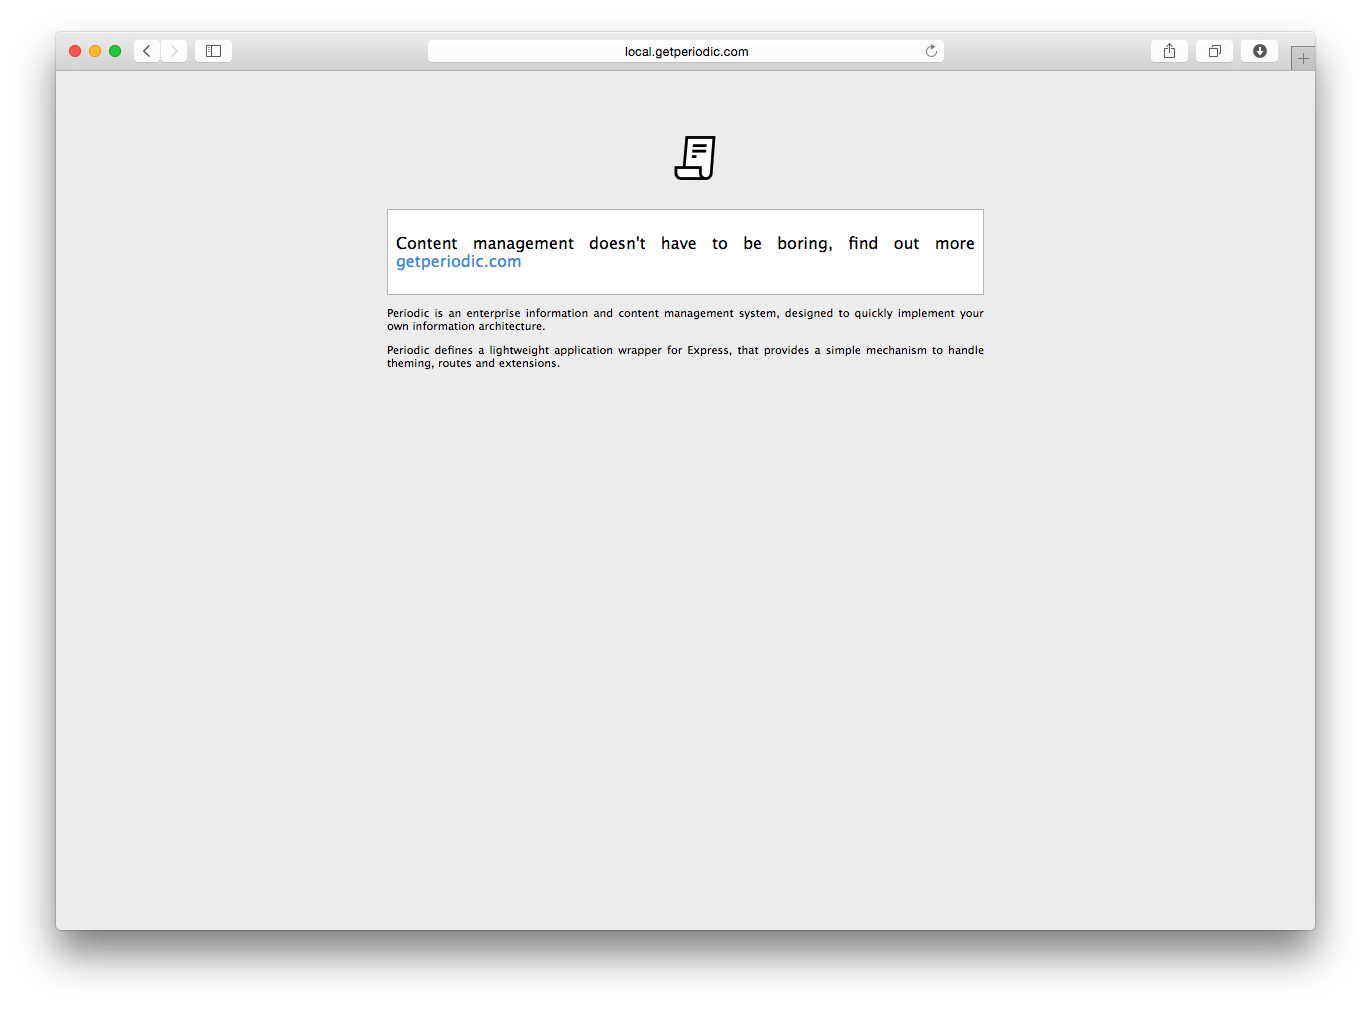 local.getperiodic.com
Content management doesn't have to be boring, find out more
getperiodic.com
Periodic is an enterprise information and content management system, designed to quickly implement your
own information architecture.
Periodic defines a lightweight application wrapper for Express, that provides a simple mechanism to handle
theming, routes and extensions.